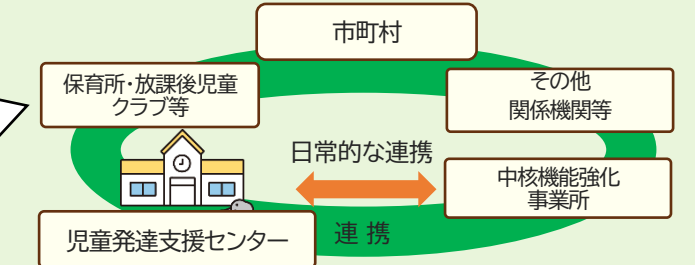 市町村
保育所・放課後児童
クラブ等
その他
関係機関等
日常的な連携
中核機能強化
事業所
児童発達支援センター
連 携